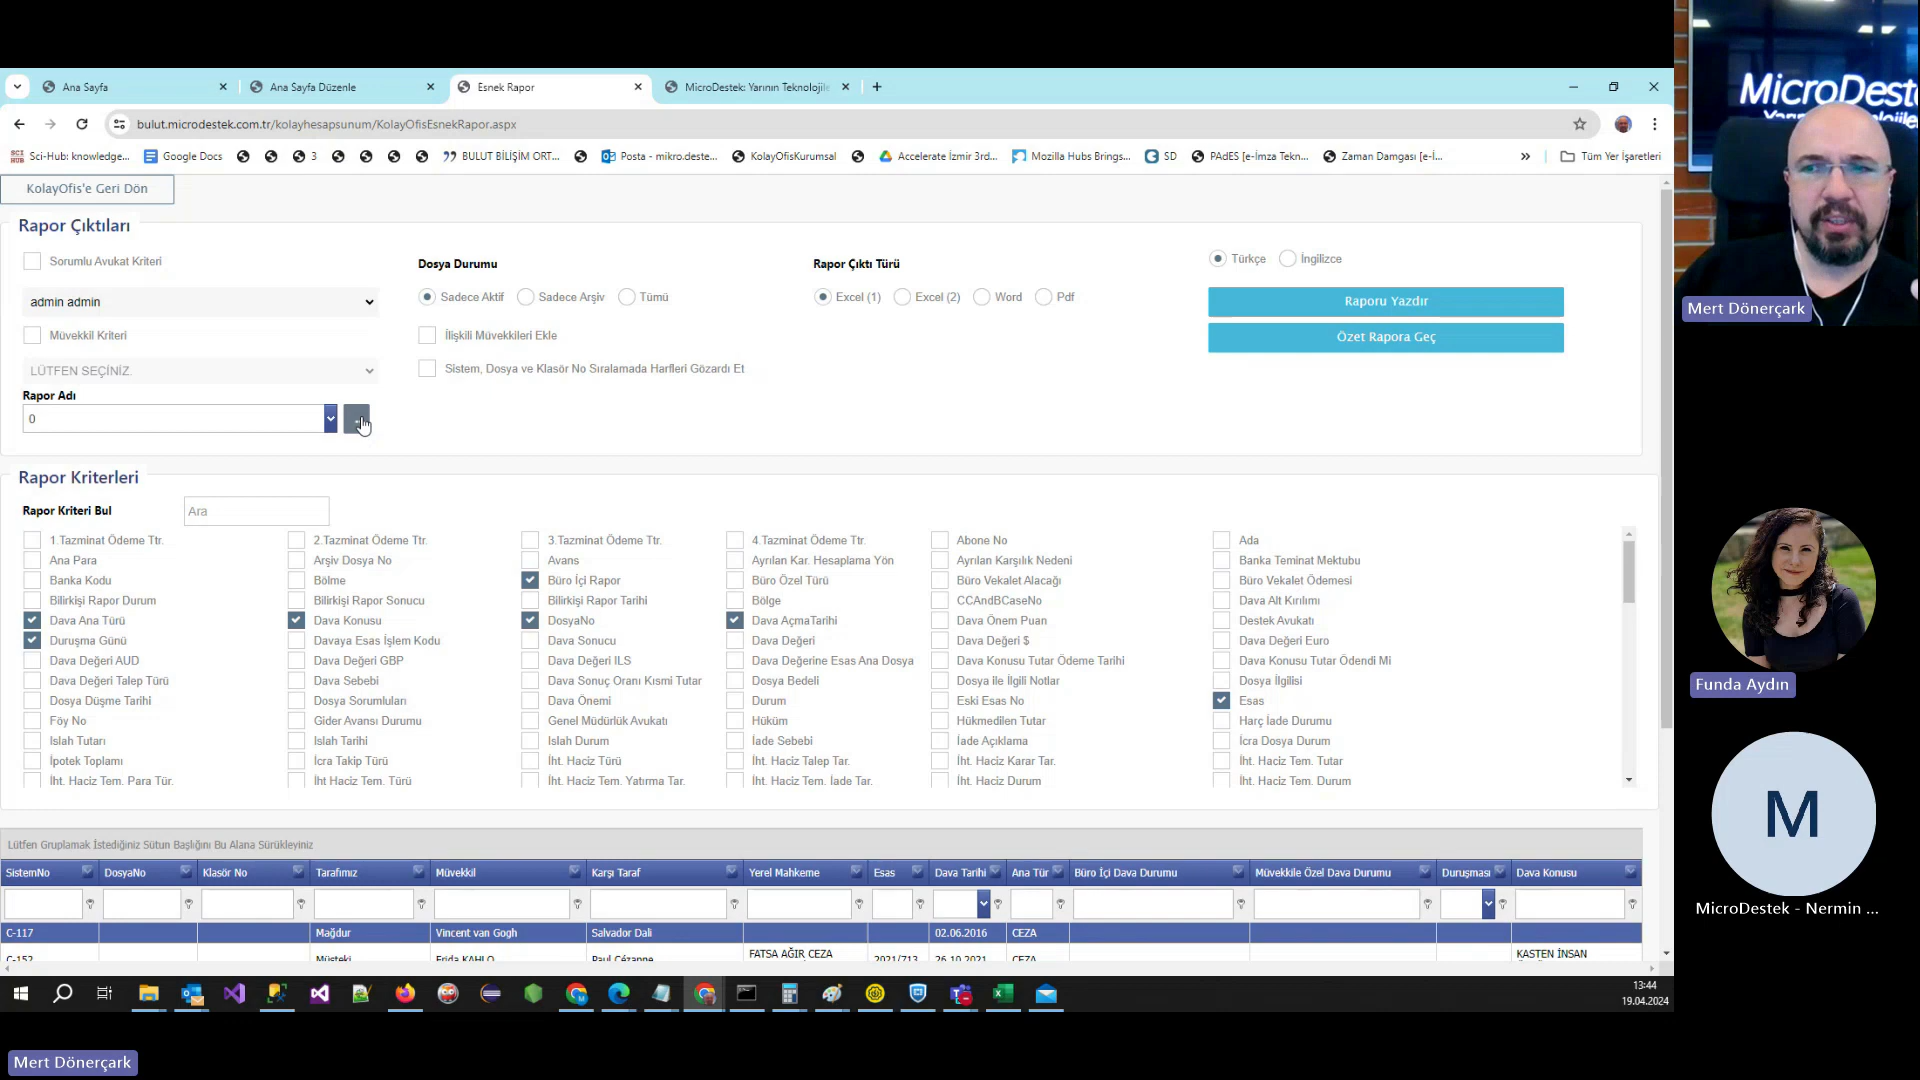 MicroDest
Ana Sayfa
Ana Sayfa Düzenle
Esnek Rapor
MicroDestek: Yarının Teknolojile
bulut.microdestek.com.tr/kolayhesapsunum/KolayOfisEsnekRapor.aspx
Sci-Hub: knowledge... Google Docs 3 BULUT BİLİŞİM ORT... Posta - mikro.deste... KolayOfisKurumsal Accelerate İzmir 3rd... Mozilla Hubs Brings... SD PAdES [e-İmza Tekn... Zaman Damgası [e-İ... » Tüm Yer İşaretleri
KolayOfis'e Geri Dön
Rapor Çıktıları
Sorumlu Avukat Kriteri
Dosya Durumu
Rapor Çıktı Türü
Türkçe İngilizce
admin admin
Sadece Aktif Sadece Arşiv Tümü
Excel (1) Excel (2) Word Pdf
Raporu Yazdır
Müvekkil Kriteri
İlişkili Müvekkileri Ekle
Özet Rapora Geç
LÜTFEN SEÇİNİZ.
Sistem, Dosya ve Klasör No Sıralamada Harfleri Gözardı Et
Rapor Adı
0
Rapor Kriterleri
Rapor Kriteri Bul Ara
1.Tazminat Ödeme Ttr. 2.Tazminat Ödeme Ttr. 3.Tazminat Ödeme Ttr. 4.Tazminat Ödeme Ttr. Abone No Ada
Ana Para Arşiv Dosya No Avans Ayrılan Kar. Hesaplama Yön Ayrılan Karşılık Nedeni Banka Teminat Mektubu
Banka Kodu Bölme Büro İçi Rapor Büro Özel Türü Büro Vekalet Alacağı Büro Vekalet Ödemesi
Bilirkişi Rapor Durum Bilirkişi Rapor Sonucu Bilirkişi Rapor Tarihi Bölge CCAndBCaseNo Dava Alt Kırılımı
Dava Ana Türü Dava Konusu DosyaNo Dava AçmaTarihi Dava Önem Puan Destek Avukatı
Duruşma Günü Davaya Esas İşlem Kodu Dava Sonucu Dava Değeri Dava Değeri $ Dava Değeri Euro
Dava Değeri AUD Dava Değeri GBP Dava Değeri ILS Dava Değerine Esas Ana Dosya Dava Konusu Tutar Ödeme Tarihi Dava Konusu Tutar Ödendi Mi
Dava Değeri Talep Türü Dava Sebebi Dava Sonuç Oranı Kısmi Tutar Dosya Bedeli Dosya ile İlgili Notlar Dosya İlgilisi
Dosya Düşme Tarihi Dosya Sorumluları Dava Önemi Durum Eski Esas No Esas
Föy No Gider Avansı Durumu Genel Müdürlük Avukatı Hüküm Hükmedilen Tutar Harç İade Durumu
Islah Tutarı Islah Tarihi Islah Durum İade Sebebi İade Açıklama İcra Dosya Durum
İpotek Toplamı İcra Takip Türü İht. Haciz Türü İht. Haciz Talep Tar. İht. Haciz Karar Tar. İht. Haciz Tem. Tutar
İht. Haciz Tem. Para Tür. İht Haciz Tem. Türü İht. Haciz Tem. Yatırma Tar. İht. Haciz Tem. İade Tar. İht. Haciz Durum İht. Haciz Tem. Durum
Lütfen Gruplamak İstediğiniz Sütun Başlığını Bu Alana Sürükleyiniz
SistemNo DosyaNo Klasör No Tarafımız Müvekkil Karşı Taraf Yerel Mahkeme Esas Dava Tarihi Ana Tür Büro İçi Dava Durumu Müvekkile Özel Dava Durumu Duruşması Dava Konusu
C-117 Mağdur Vincent van Gogh Salvador Dali 02.06.2016 CEZA
C-152 Müşteki Frida KAHLO Paul Cézanne FATSA AĞIR CEZA 2021/713 26.10.2021 CEZA KASTEN İNSAN
13:44
19.04.2024
Mert Dönerçark
Funda Aydın
M
MicroDestek - Nermin ...
Mert Dönerçark